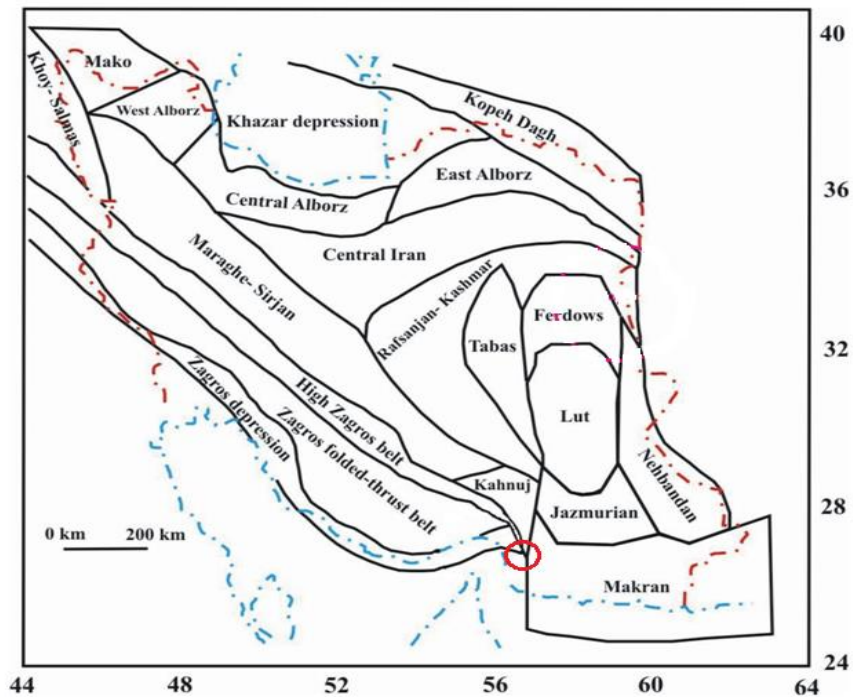 40
Mako
Khoy- Salmas
West Alborz
Khazar depression
Kopeh Dagh
36
East Alborz
Central Alborz
Central Iran
Maraghe- Sirjan
Rafsanjan- Kashmar
Ferdows
Tabas
32
Zagros depression
High Zagros belt
Lut
Zagros folded-thrust belt
Kahnuj
Nehbandan
28
Jazmurian
0 km 200 km
Makran
24
44 48 52 56 60 64